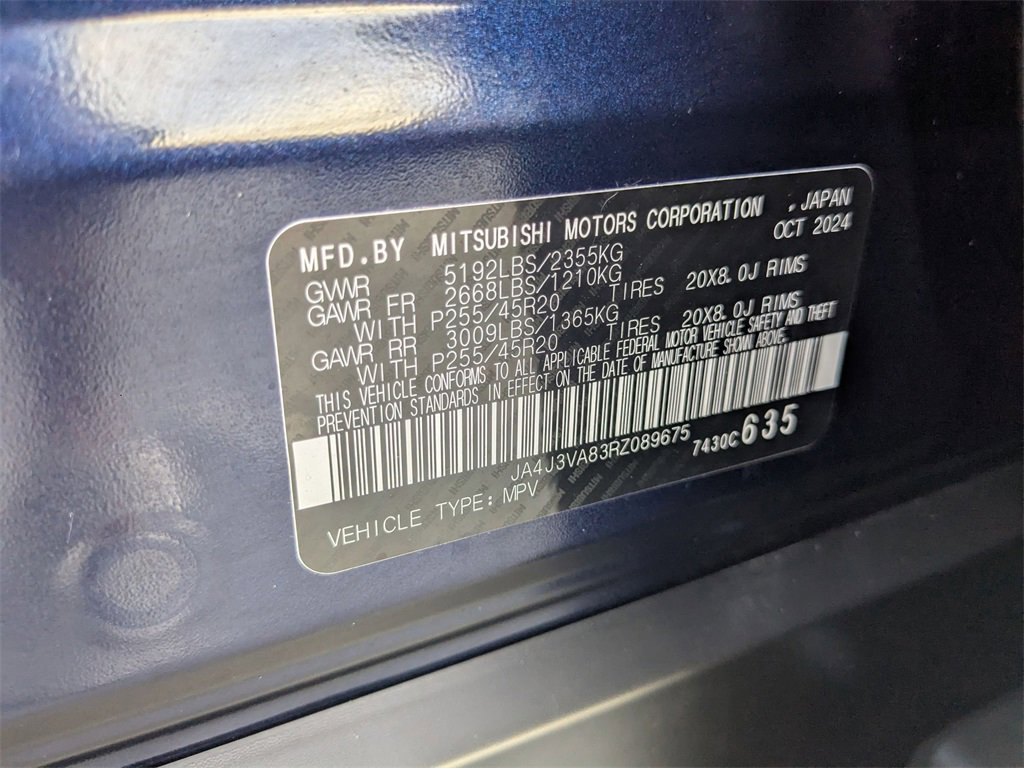 MFD.BY MITSUBISHI MOTORS CORPORATION ,JAPAN
OCT 2024
GVWR 5192LBS/2355KG
GAWR FR 2668LBS/1210KG
WITH P255/45R20 TIRES 20X8.0J RIMS
GAWR RR 3009LBS/1365KG
WITH P255/45R20 TIRES 20X8.0J RIMS
THIS VEHICLE CONFORMS TO ALL APPLICABLE FEDERAL MOTOR VEHICLE SAFETY AND THEFT
PREVENTION STANDARDS IN EFFECT ON THE DATE OF MANUFACTURE SHOWN ABOVE.
JA4J3VA83RZ089675 7430C635
VEHICLE TYPE: MPV